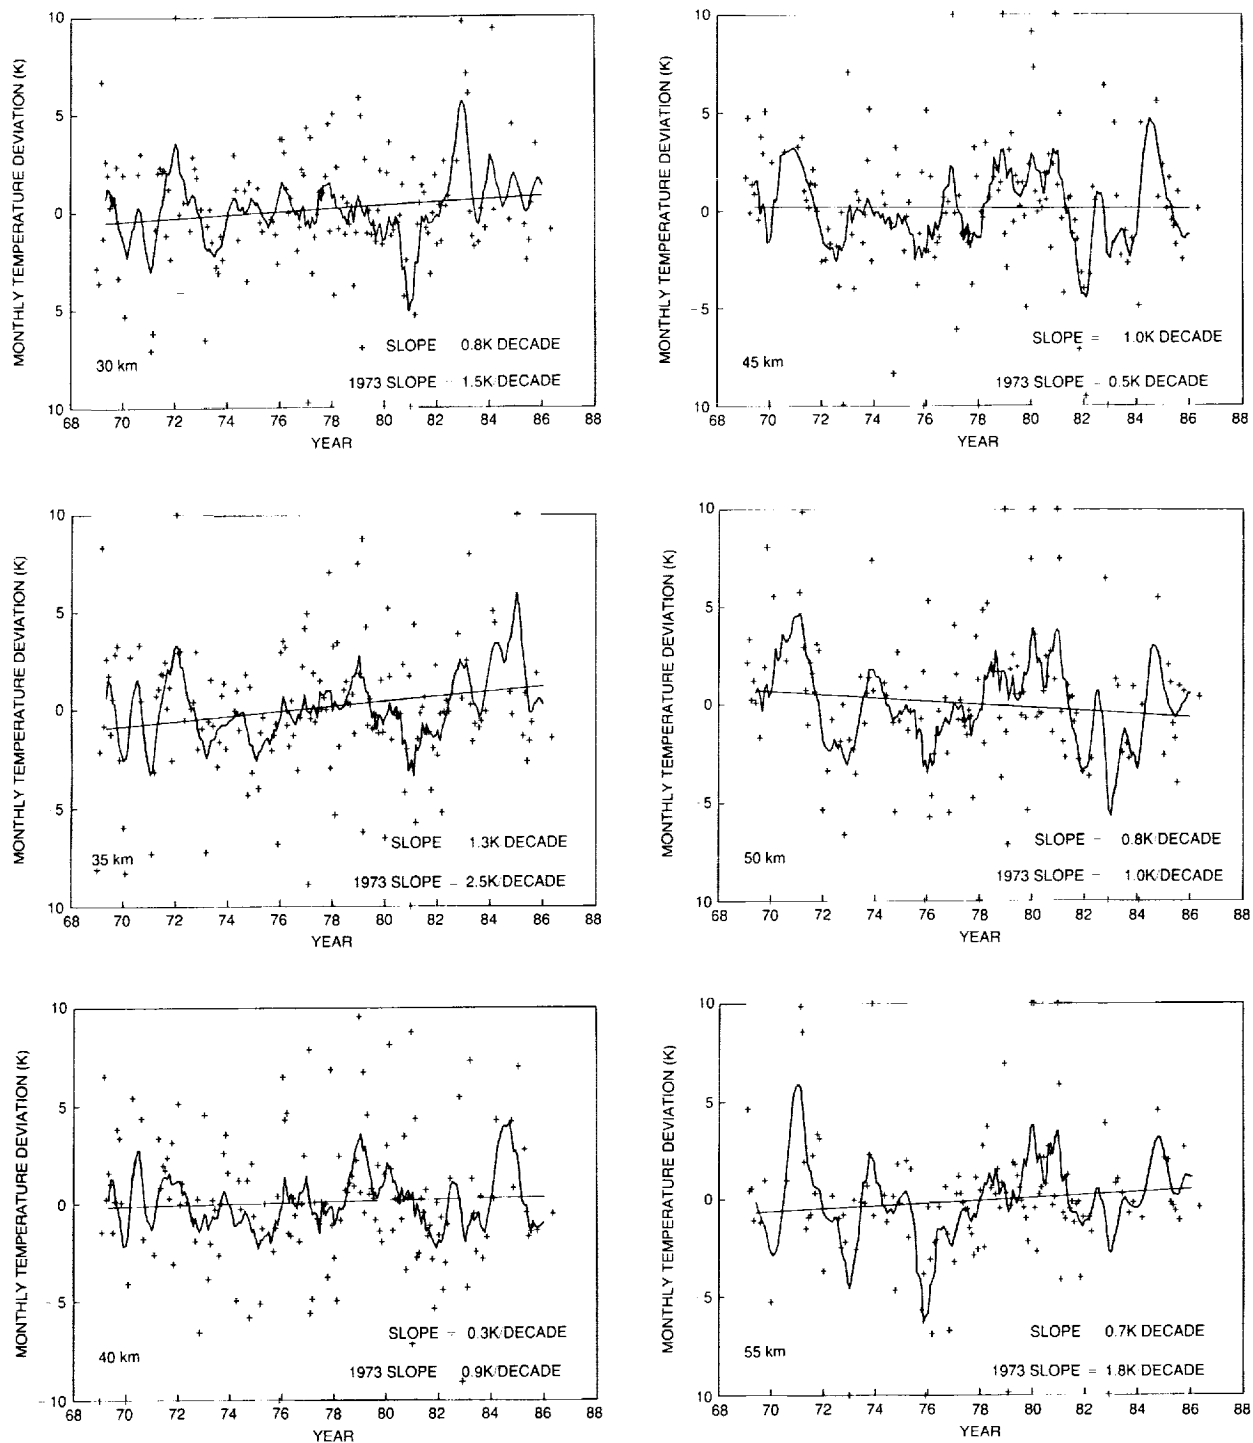 10
5
0
5
10
MONTHLY TEMPERATURE DEVIATION (K)
30 km
SLOPE 0.8K DECADE
1973 SLOPE - 1.5K/DECADE
68 70 72 74 76 78 80 82 84 86 88
YEAR
10
5
0
-5
10
MONTHLY TEMPERATURE DEVIATION (K)
45 km
SLOPE = 1.0K DECADE
1973 SLOPE - 0.5K/DECADE
68 70 72 74 76 78 80 82 84 86 88
YEAR
10
5
0
5
10
MONTHLY TEMPERATURE DEVIATION (K)
35 km
SLOPE 1.3K DECADE
1973 SLOPE - 2.5K/DECADE
68 70 72 74 76 78 80 82 84 86 88
YEAR
10
5
0
-5
10
MONTHLY TEMPERATURE DEVIATION (K)
50 km
SLOPE - 0.8K/DECADE
1973 SLOPE - 1.0K/DECADE
68 70 72 74 76 78 80 82 84 86 88
YEAR
10
5
0
-5
-10
MONTHLY TEMPERATURE DEVIATION (K)
40 km
SLOPE - 0.3K/DECADE
1973 SLOPE 0.9K/DECADE
68 70 72 74 76 78 80 82 84 86 88
YEAR
10
5
0
-5
10
MONTHLY TEMPERATURE DEVIATION (K)
55 km
SLOPE 0.7K DECADE
1973 SLOPE = 1.8K/DECADE
68 70 72 74 76 78 80 82 84 86 88
YEAR